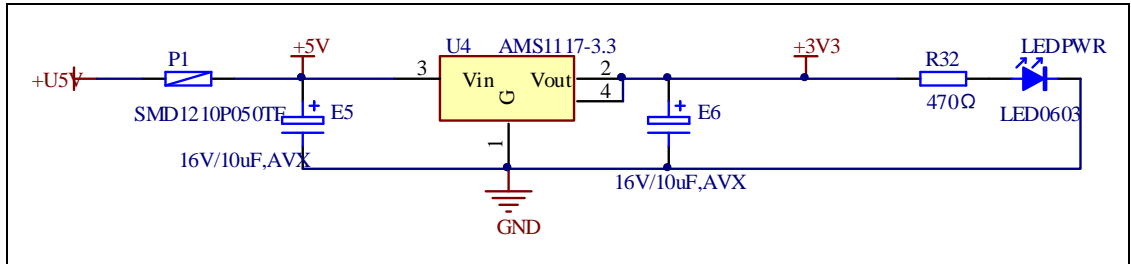 U4 AMS1117-3.3
+5V
+3V3
LEDPWR
P1
R32
+U5V
3
Vin
Vout
2
4
G
1
SMD1210P050TF
E5
E6
470Ω
LED0603
16V/10uF,AVX
16V/10uF,AVX
GND